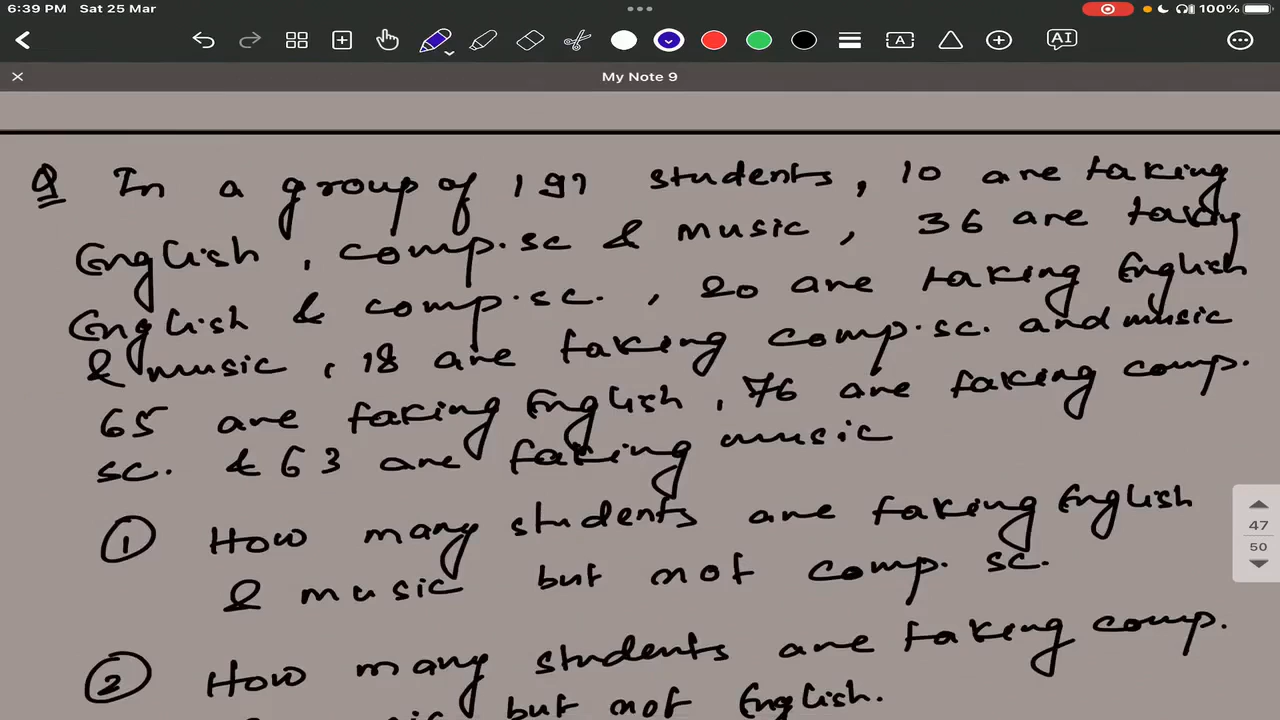 6:39 PM Sat 25 Mar
100%
A
AI
My Note 9
Q In a group of 191 students, 10 are taking
English, comp.sc & music, 36 are taking
English & comp.sc., 20 are taking English
& music, 18 are taking comp.sc. and music
65 are taking English, 76 are taking comp.
sc. & 63 are taking music
47
50
① How many students are taking English
& music but not comp. sc.
② How many students are taking comp.
but not English.